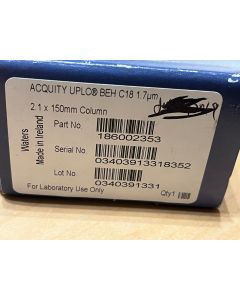 ACQUITY UPLC® BEH C18 1.7µm
2.1 x 150mm Column
Part No
186002353
Serial No
03403913318352
Lot No
0340391331
For Laboratory Use Only
Qty1
Waters
Made in Ireland